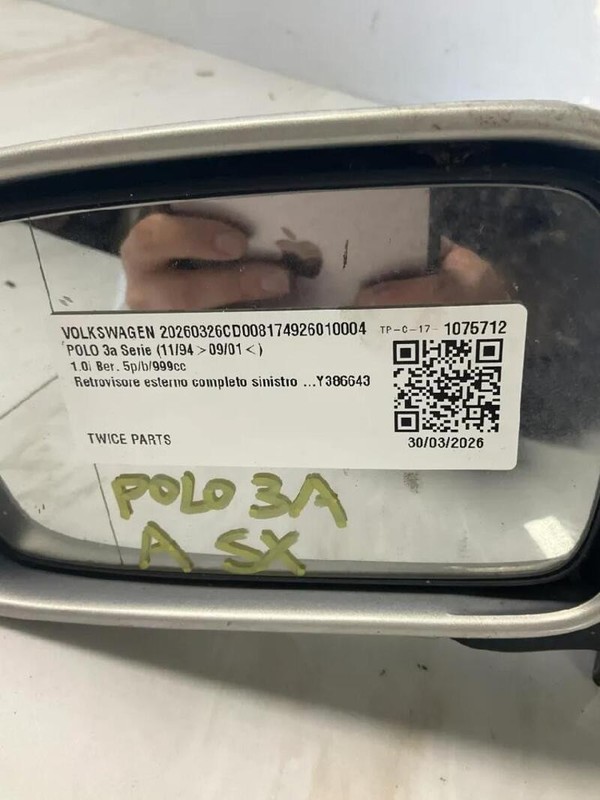 VOLKSWAGEN 20260326CD008174926010004 TP-C-17- 1075712
POLO 3a Serie (11/94 > 09/01 < )
1.0i Ber. 5p/b/999cc
Retrovisore esterno completo sinistro ...Y386643
TWICE PARTS
30/03/2026
POLO 3A
A SX